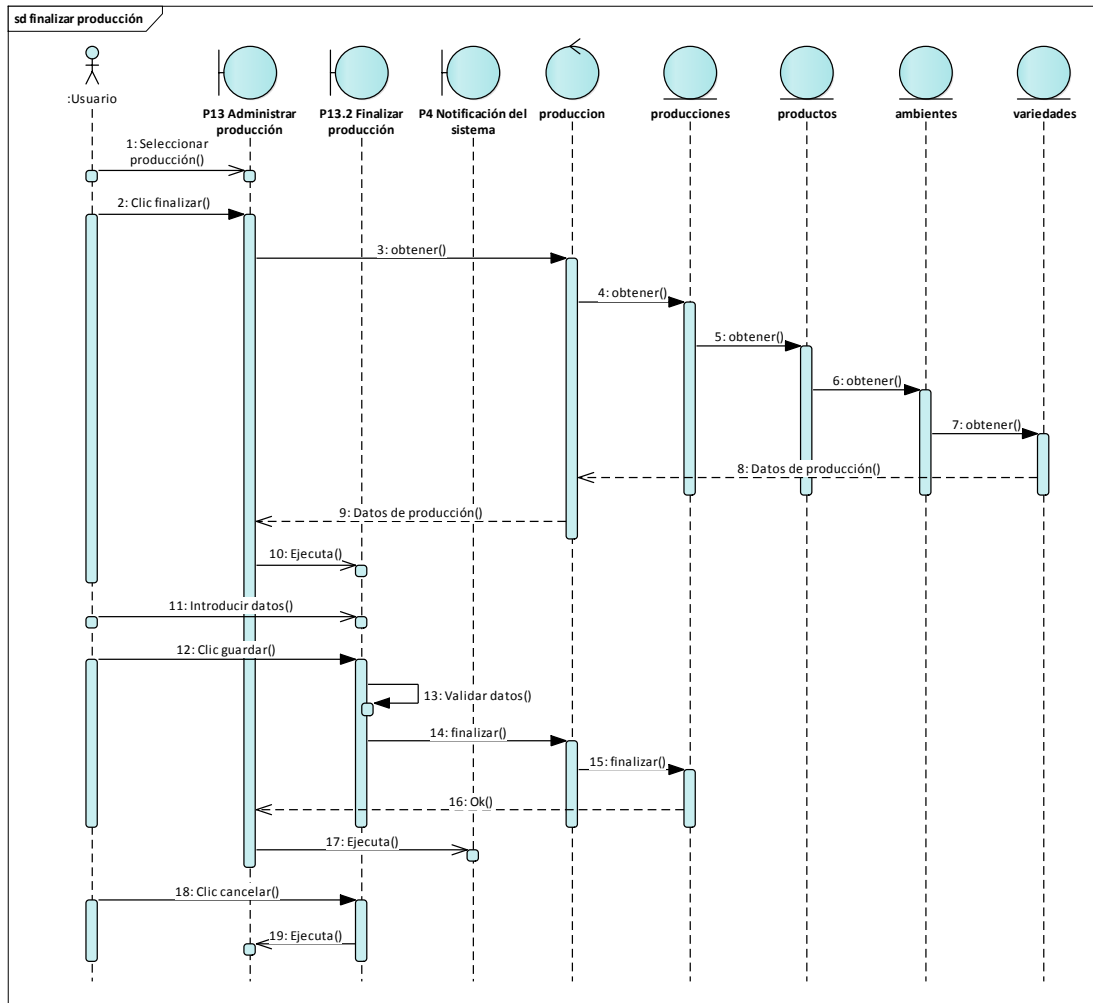 sd finalizar producción
:Usuario
P13 Administrar
producción
P13.2 Finalizar
producción
P4 Notificación del
sistema
produccion
producciones
productos
ambientes
variedades
1: Seleccionar
producción()
2: Clic finalizar()
3: obtener()
4: obtener()
5: obtener()
6: obtener()
7: obtener()
8: Datos de producción()
9: Datos de producción()
10: Ejecuta()
11: Introducir datos()
12: Clic guardar()
13: Validar datos()
14: finalizar()
15: finalizar()
16: Ok()
17: Ejecuta()
18: Clic cancelar()
19: Ejecuta()